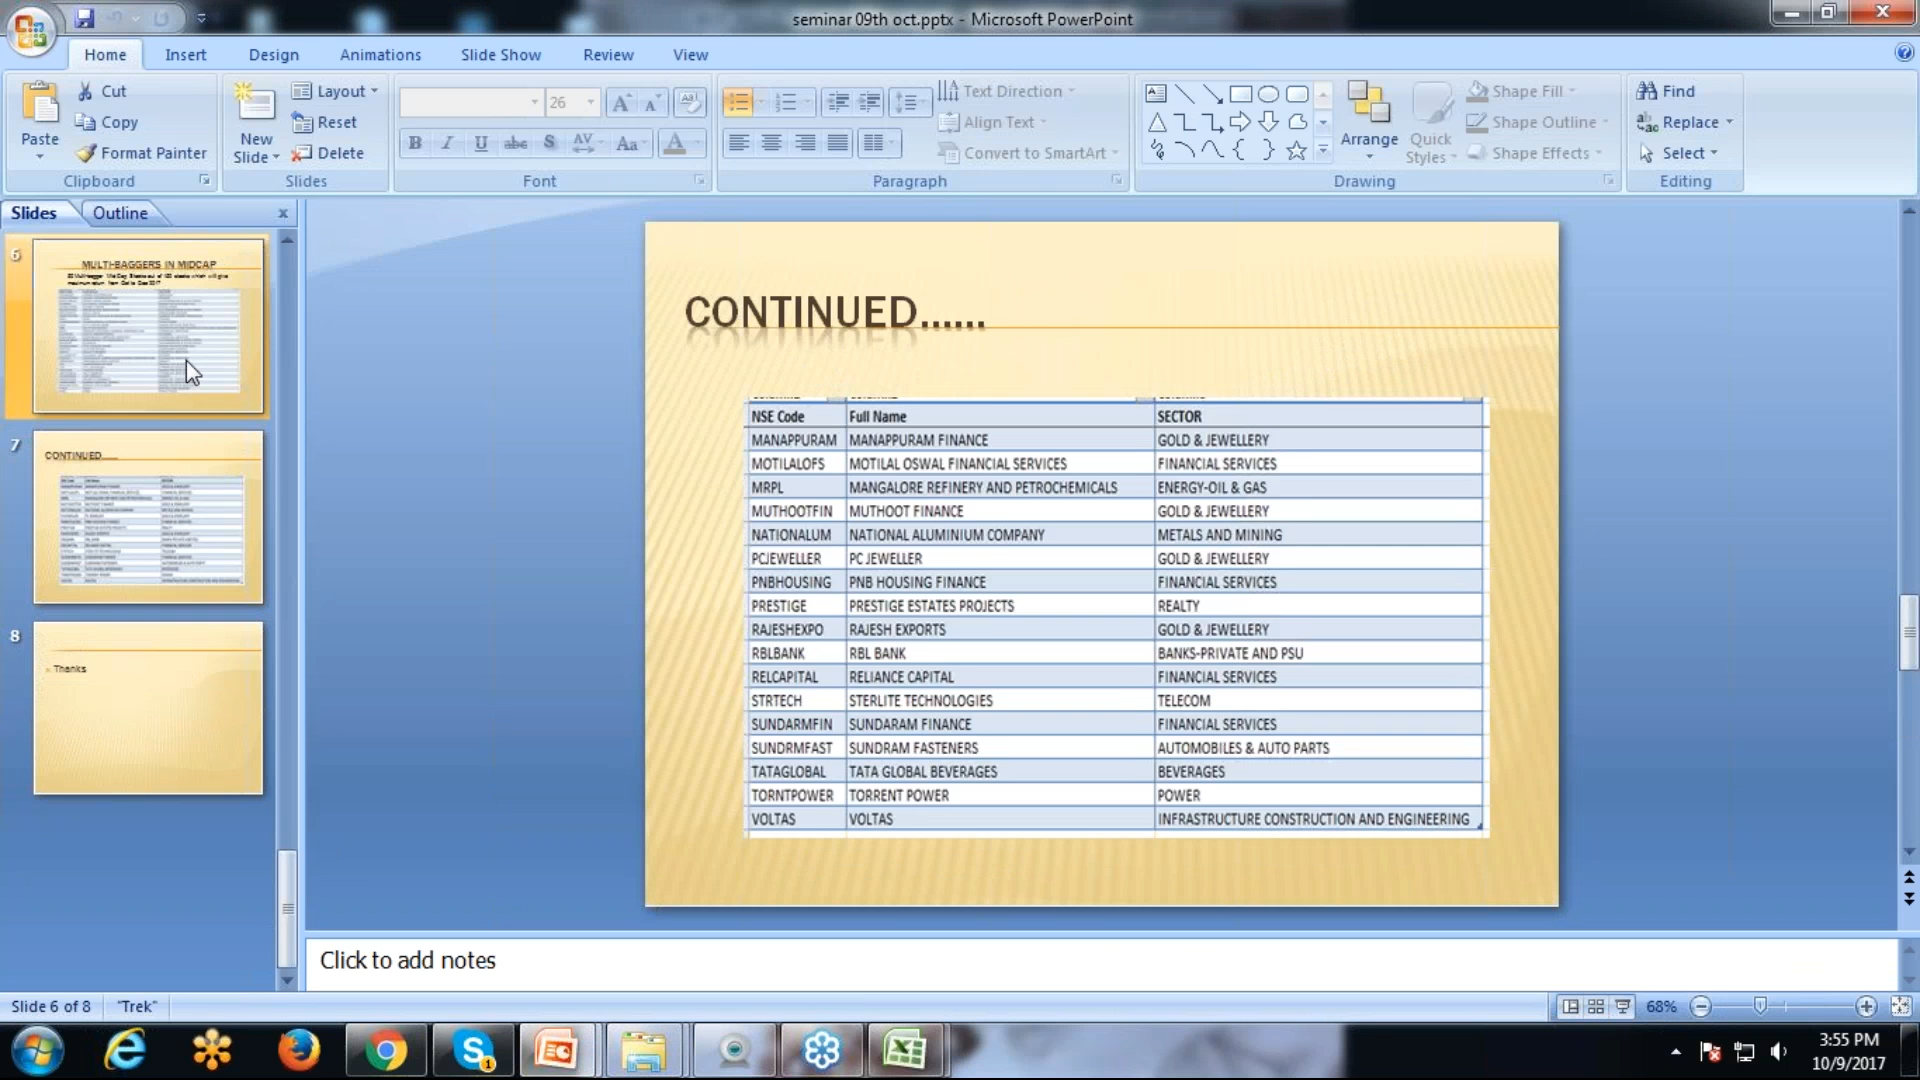 seminar 09th oct.pptx - Microsoft PowerPoint
Home Insert Design Animations Slide Show Review View
Paste Cut Copy Format Painter Clipboard
New Slide Layout Reset Delete Slides
26 Font
Text Direction Align Text Convert to SmartArt Paragraph
Arrange Quick Styles Shape Fill Shape Outline Shape Effects Drawing
Find Replace Select Editing
Slides Outline
6
MULTI-BAGGERS IN MIDCAP
7
CONTINUED......
8
Thanks
CONTINUED......
NSE Code Full Name SECTOR
MANAPPURAM MANAPPURAM FINANCE GOLD & JEWELLERY
MOTILALOFS MOTILAL OSWAL FINANCIAL SERVICES FINANCIAL SERVICES
MRPL MANGALORE REFINERY AND PETROCHEMICALS ENERGY-OIL & GAS
MUTHOOTFIN MUTHOOT FINANCE GOLD & JEWELLERY
NATIONALUM NATIONAL ALUMINIUM COMPANY METALS AND MINING
PCJEWELLER PC JEWELLER GOLD & JEWELLERY
PNBHOUSING PNB HOUSING FINANCE FINANCIAL SERVICES
PRESTIGE PRESTIGE ESTATES PROJECTS REALTY
RAJESHEXPO RAJESH EXPORTS GOLD & JEWELLERY
RBLBANK RBL BANK BANKS-PRIVATE AND PSU
RELCAPITAL RELIANCE CAPITAL FINANCIAL SERVICES
STRTECH STERLITE TECHNOLOGIES TELECOM
SUNDARMFIN SUNDARAM FINANCE FINANCIAL SERVICES
SUNDRMFAST SUNDRAM FASTENERS AUTOMOBILES & AUTO PARTS
TATAGLOBAL TATA GLOBAL BEVERAGES BEVERAGES
TORNTPOWER TORRENT POWER POWER
VOLTAS VOLTAS INFRASTRUCTURE CONSTRUCTION AND ENGINEERING
Click to add notes
Slide 6 of 8 "Trek" 68%
3:55 PM
10/9/2017